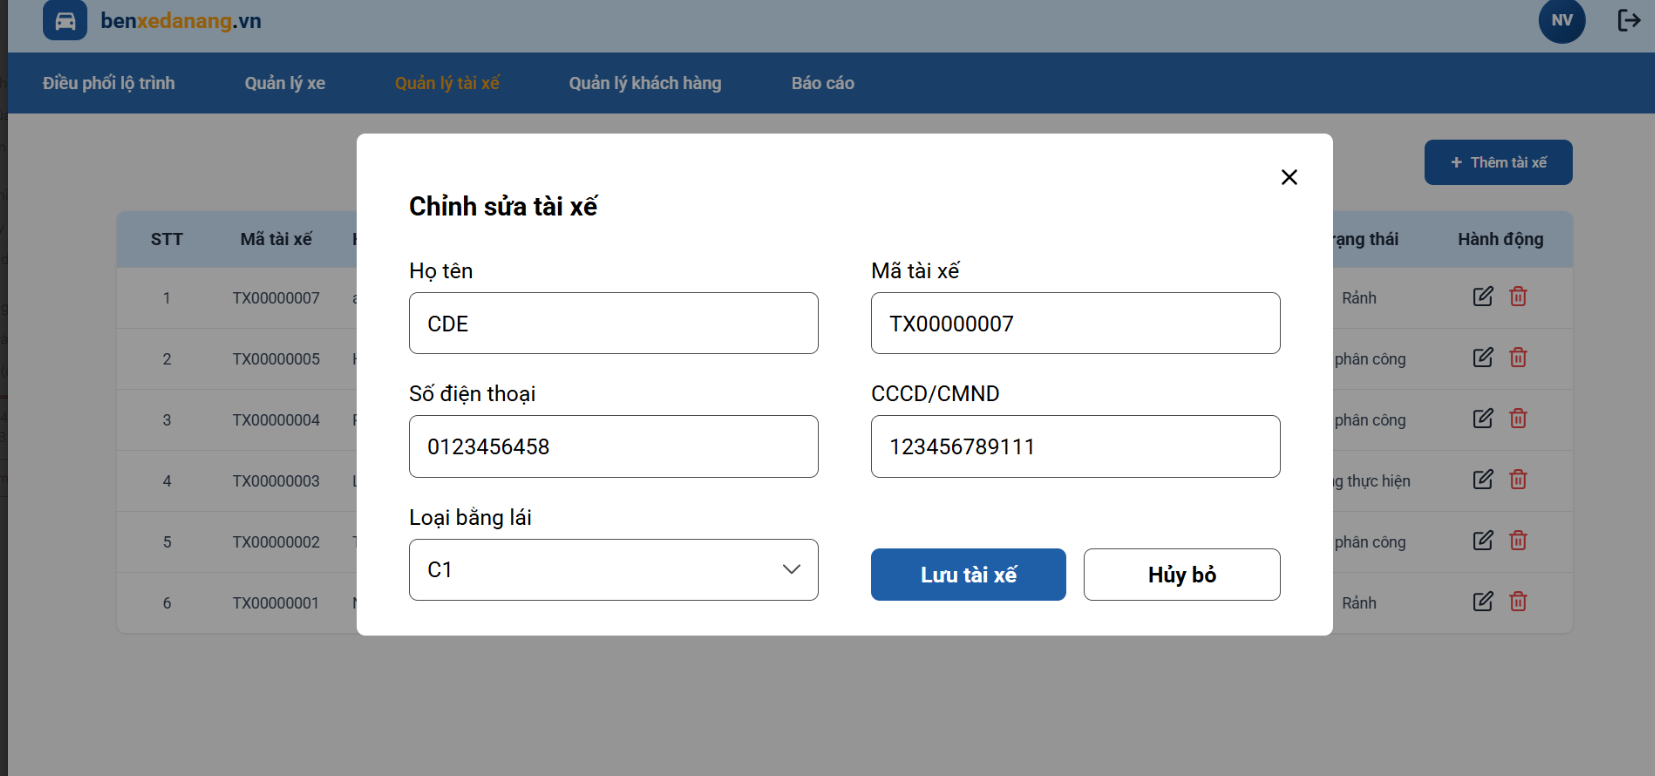 benxedanang.vn
NV
Điều phối lộ trình Quản lý xe Quản lý tài xế Quản lý khách hàng Báo cáo
+ Thêm tài xế
Chỉnh sửa tài xế
Họ tên Mã tài xế
CDE TX00000007
Số điện thoại CCCD/CMND
0123456458 123456789111
Loại bằng lái
C1
Lưu tài xế Hủy bỏ
STT Mã tài xế thái Hành động
1 TX00000007 Rảnh
2 TX00000005 phân công
3 TX00000004 phân công
4 TX00000003 thực hiện
5 TX00000002 phân công
6 TX00000001 Rảnh